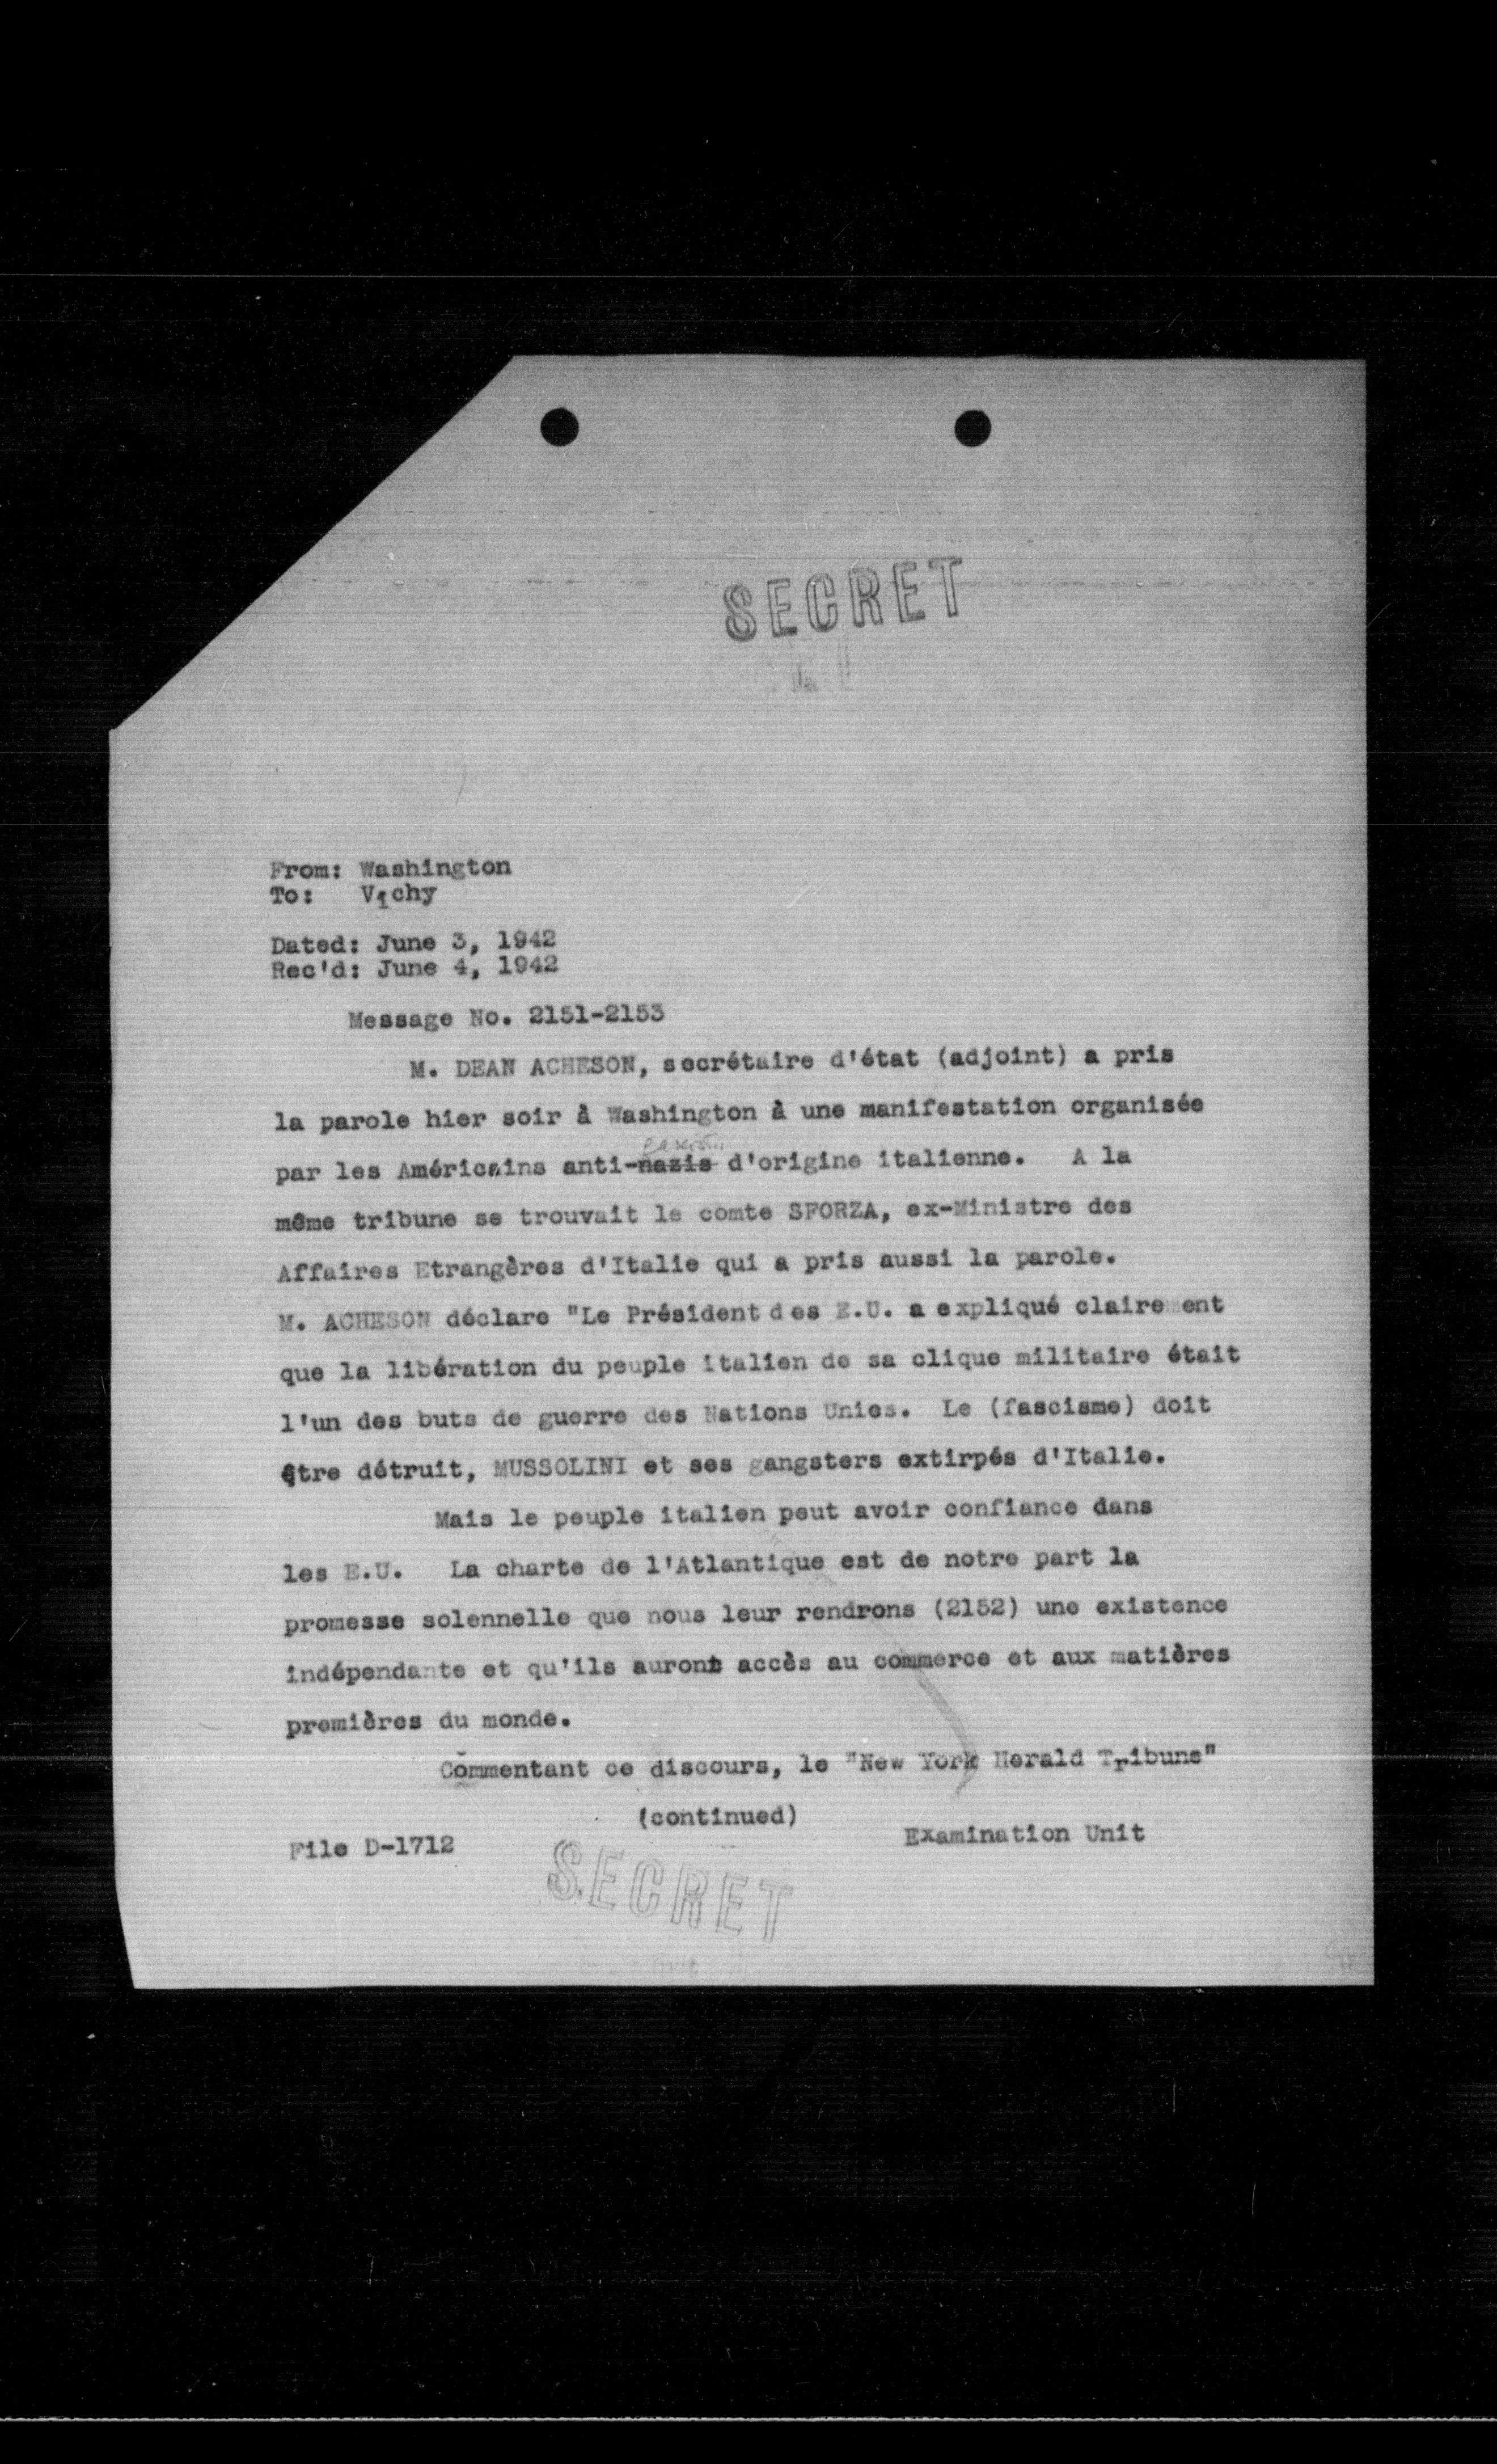 SECRET
From: Washington
To: Vichy
Dated: June 3, 1942
Rec'd: June 4, 1942
Message No. 2151-2153
M. DEAN ACHESON, secrétaire d'état (adjoint) a pris
la parole hier soir à Washington à une manifestation organisée
par les Américains anti-nazis d'origine italienne. A la
même tribune se trouvait le comte SFORZA, ex-Ministre des
Affaires Etrangères d'Italie qui a pris aussi la parole.
M. ACHESON déclare "Le Président des E.U. a expliqué clairement
que la libération du peuple italien de sa clique militaire était
l'un des buts de guerre des Nations Unies. Le (fascisme) doit
être détruit, MUSSOLINI et ses gangsters extirpés d'Italie.
Mais le peuple italien peut avoir confiance dans
les E.U. La charte de l'Atlantique est de notre part la
promesse solennelle que nous leur rendrons (2152) une existence
indépendante et qu'ils auront accès au commerce et aux matières
premières du monde.
Commentant ce discours, le "New York Herald Tribune"
(continued)
File D-1712
Examination Unit
SECRET